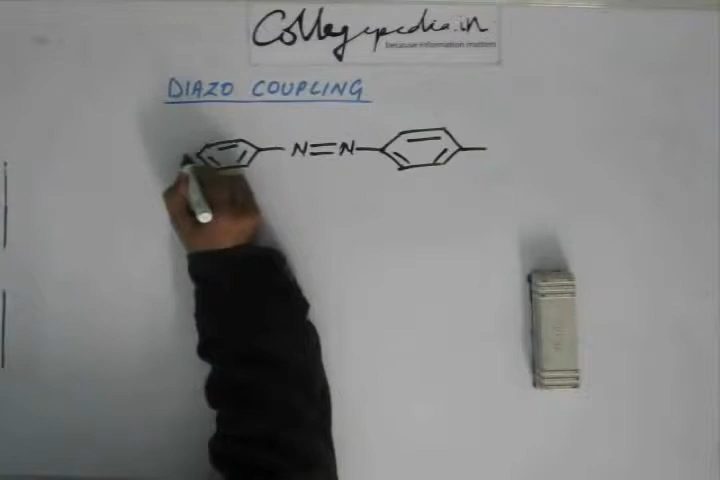 Collegepedia.in
because information matters
DIAZO COUPLING
N=N